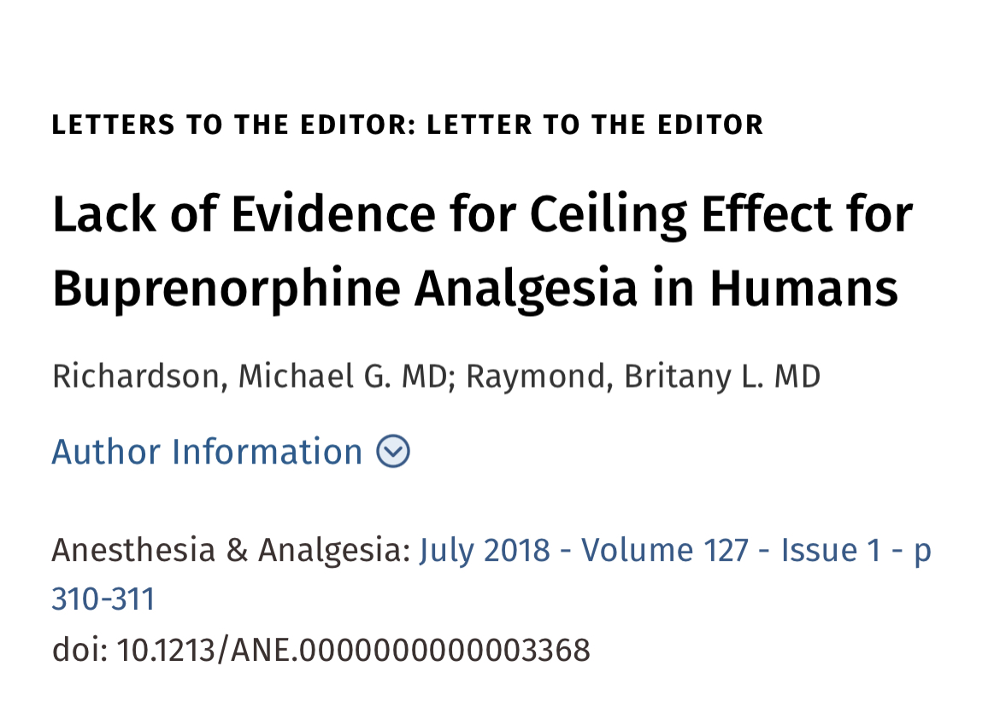 LETTERS TO THE EDITOR: LETTER TO THE EDITOR
Lack of Evidence for Ceiling Effect for
Buprenorphine Analgesia in Humans
Richardson, Michael G. MD; Raymond, Britany L. MD
Author Information
Anesthesia & Analgesia: July 2018 - Volume 127 - Issue 1 - p
310-311
doi: 10.1213/ANE.0000000000003368